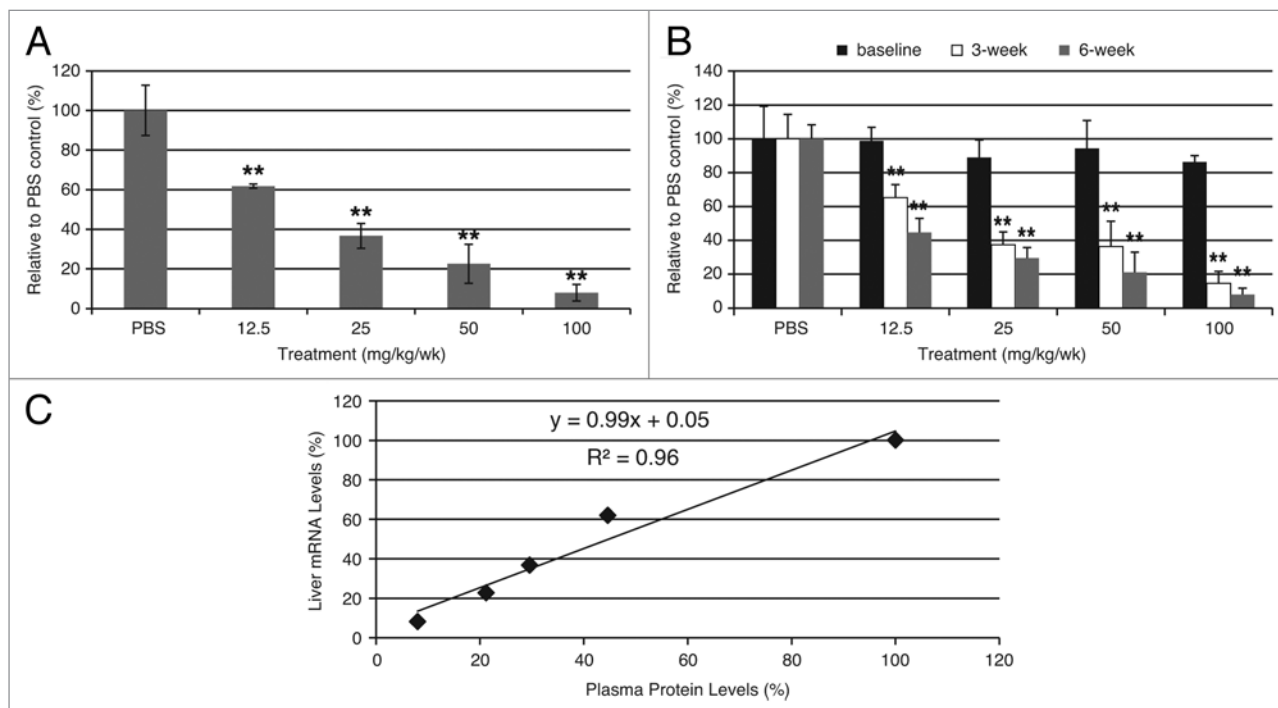 A
120
100
80
60
40
20
0
Relative to PBS control (%)
**
**
**
**
PBS 12.5 25 50 100
Treatment (mg/kg/wk)
B
baseline 3-week 6-week
140
120
100
80
60
40
20
0
Relative to PBS control (%)
** **
** **
** **
** **
PBS 12.5 25 50 100
Treatment (mg/kg/wk)
C
120
100
80
60
40
20
0
Liver mRNA Levels (%)
y = 0.99x + 0.05
R² = 0.96
0 20 40 60 80 100 120
Plasma Protein Levels (%)